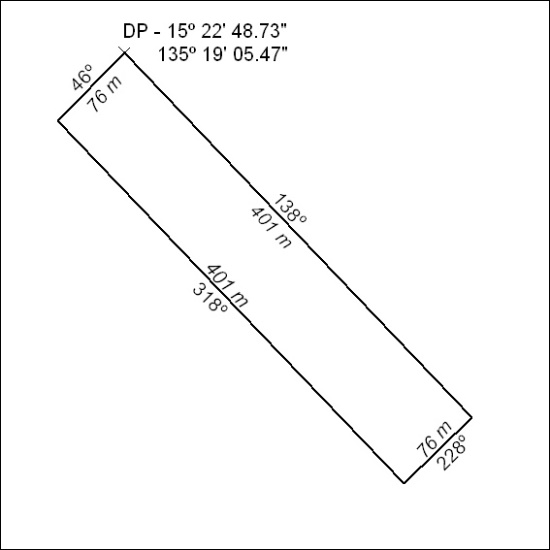 DP - 15º 22' 48.73"
135º 19' 05.47"
46º
76 m
138º
401 m
401 m
318º
76 m
228º